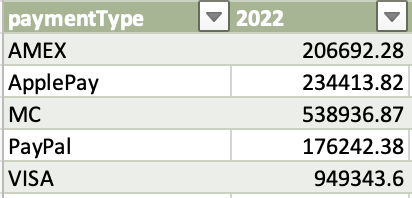 paymentType 2022
AMEX 206692.28
ApplePay 234413.82
MC 538936.87
PayPal 176242.38
VISA 949343.6